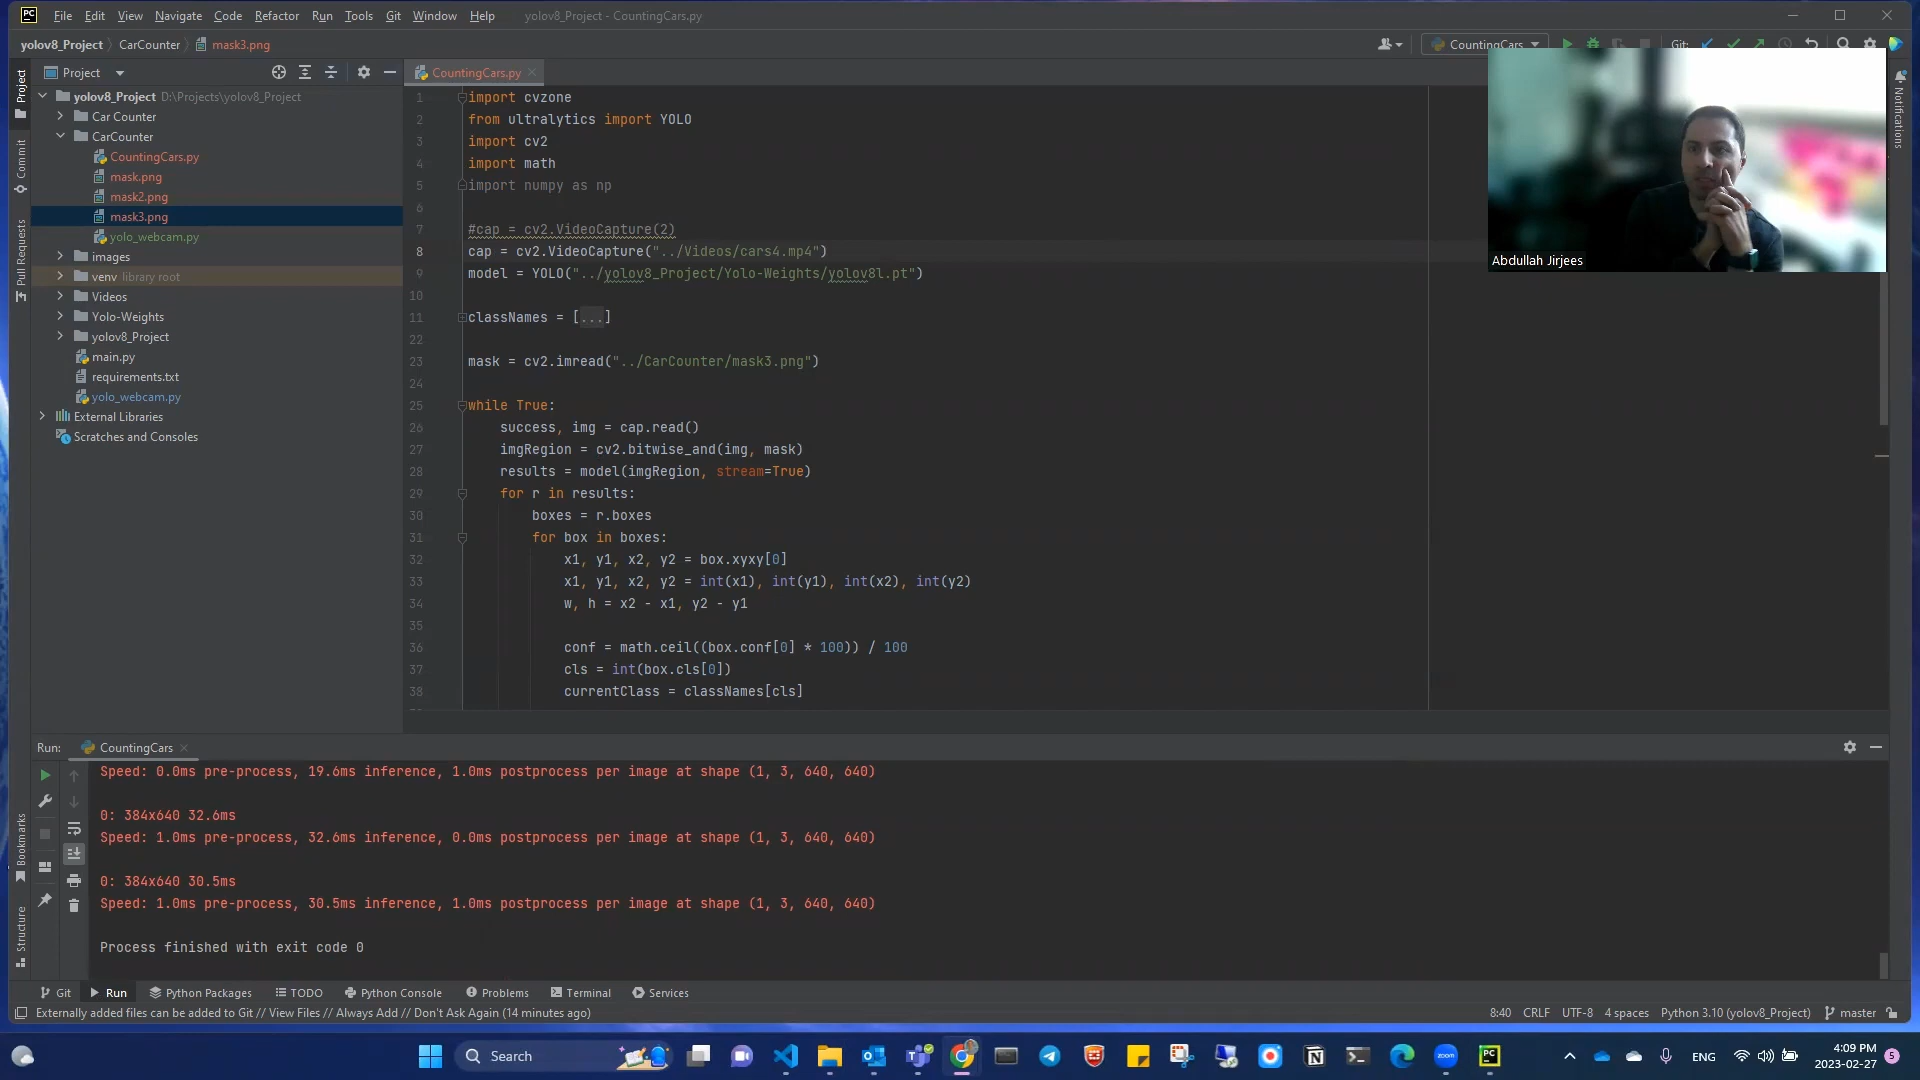 PC File Edit View Navigate Code Refactor Run Tools Git Window Help yolov8_Project - CountingCars.py
yolov8_Project CarCounter mask3.png CountingCars Git:
Project
CountingCars.py
Project
Commit
Pull Requests
Bookmarks
Structure
Notifications
yolov8_Project D:\Projects\yolov8_Project
Car Counter
CarCounter
CountingCars.py
mask.png
mask2.png
mask3.png
yolo_webcam.py
images
venv library root
Videos
Yolo-Weights
yolov8_Project
main.py
requirements.txt
yolo_webcam.py
External Libraries
Scratches and Consoles
1 import cvzone
2 from ultralytics import YOLO
3 import cv2
4 import math
5 import numpy as np
6
7 #cap = cv2.VideoCapture(2)
8 cap = cv2.VideoCapture("../Videos/cars4.mp4")
9 model = YOLO("../yolov8_Project/Yolo-Weights/yolov8l.pt")
10
11 classNames = [...]
22
23 mask = cv2.imread("../CarCounter/mask3.png")
24
25 while True:
26 success, img = cap.read()
27 imgRegion = cv2.bitwise_and(img, mask)
28 results = model(imgRegion, stream=True)
29 for r in results:
30 boxes = r.boxes
31 for box in boxes:
32 x1, y1, x2, y2 = box.xyxy[0]
33 x1, y1, x2, y2 = int(x1), int(y1), int(x2), int(y2)
34 w, h = x2 - x1, y2 - y1
35
36 conf = math.ceil((box.conf[0] * 100)) / 100
37 cls = int(box.cls[0])
38 currentClass = classNames[cls]
Abdullah Jirjees
Run: CountingCars
Speed: 0.0ms pre-process, 19.6ms inference, 1.0ms postprocess per image at shape (1, 3, 640, 640)
0: 384x640 32.6ms
Speed: 1.0ms pre-process, 32.6ms inference, 0.0ms postprocess per image at shape (1, 3, 640, 640)
0: 384x640 30.5ms
Speed: 1.0ms pre-process, 30.5ms inference, 1.0ms postprocess per image at shape (1, 3, 640, 640)
Process finished with exit code 0
Git Run Python Packages TODO Python Console Problems Terminal Services
Externally added files can be added to Git // View Files // Always Add // Don't Ask Again (14 minutes ago) 8:40 CRLF UTF-8 4 spaces Python 3.10 (yolov8_Project) master
Search zoom PC ENG 4:09 PM
2023-02-27 5